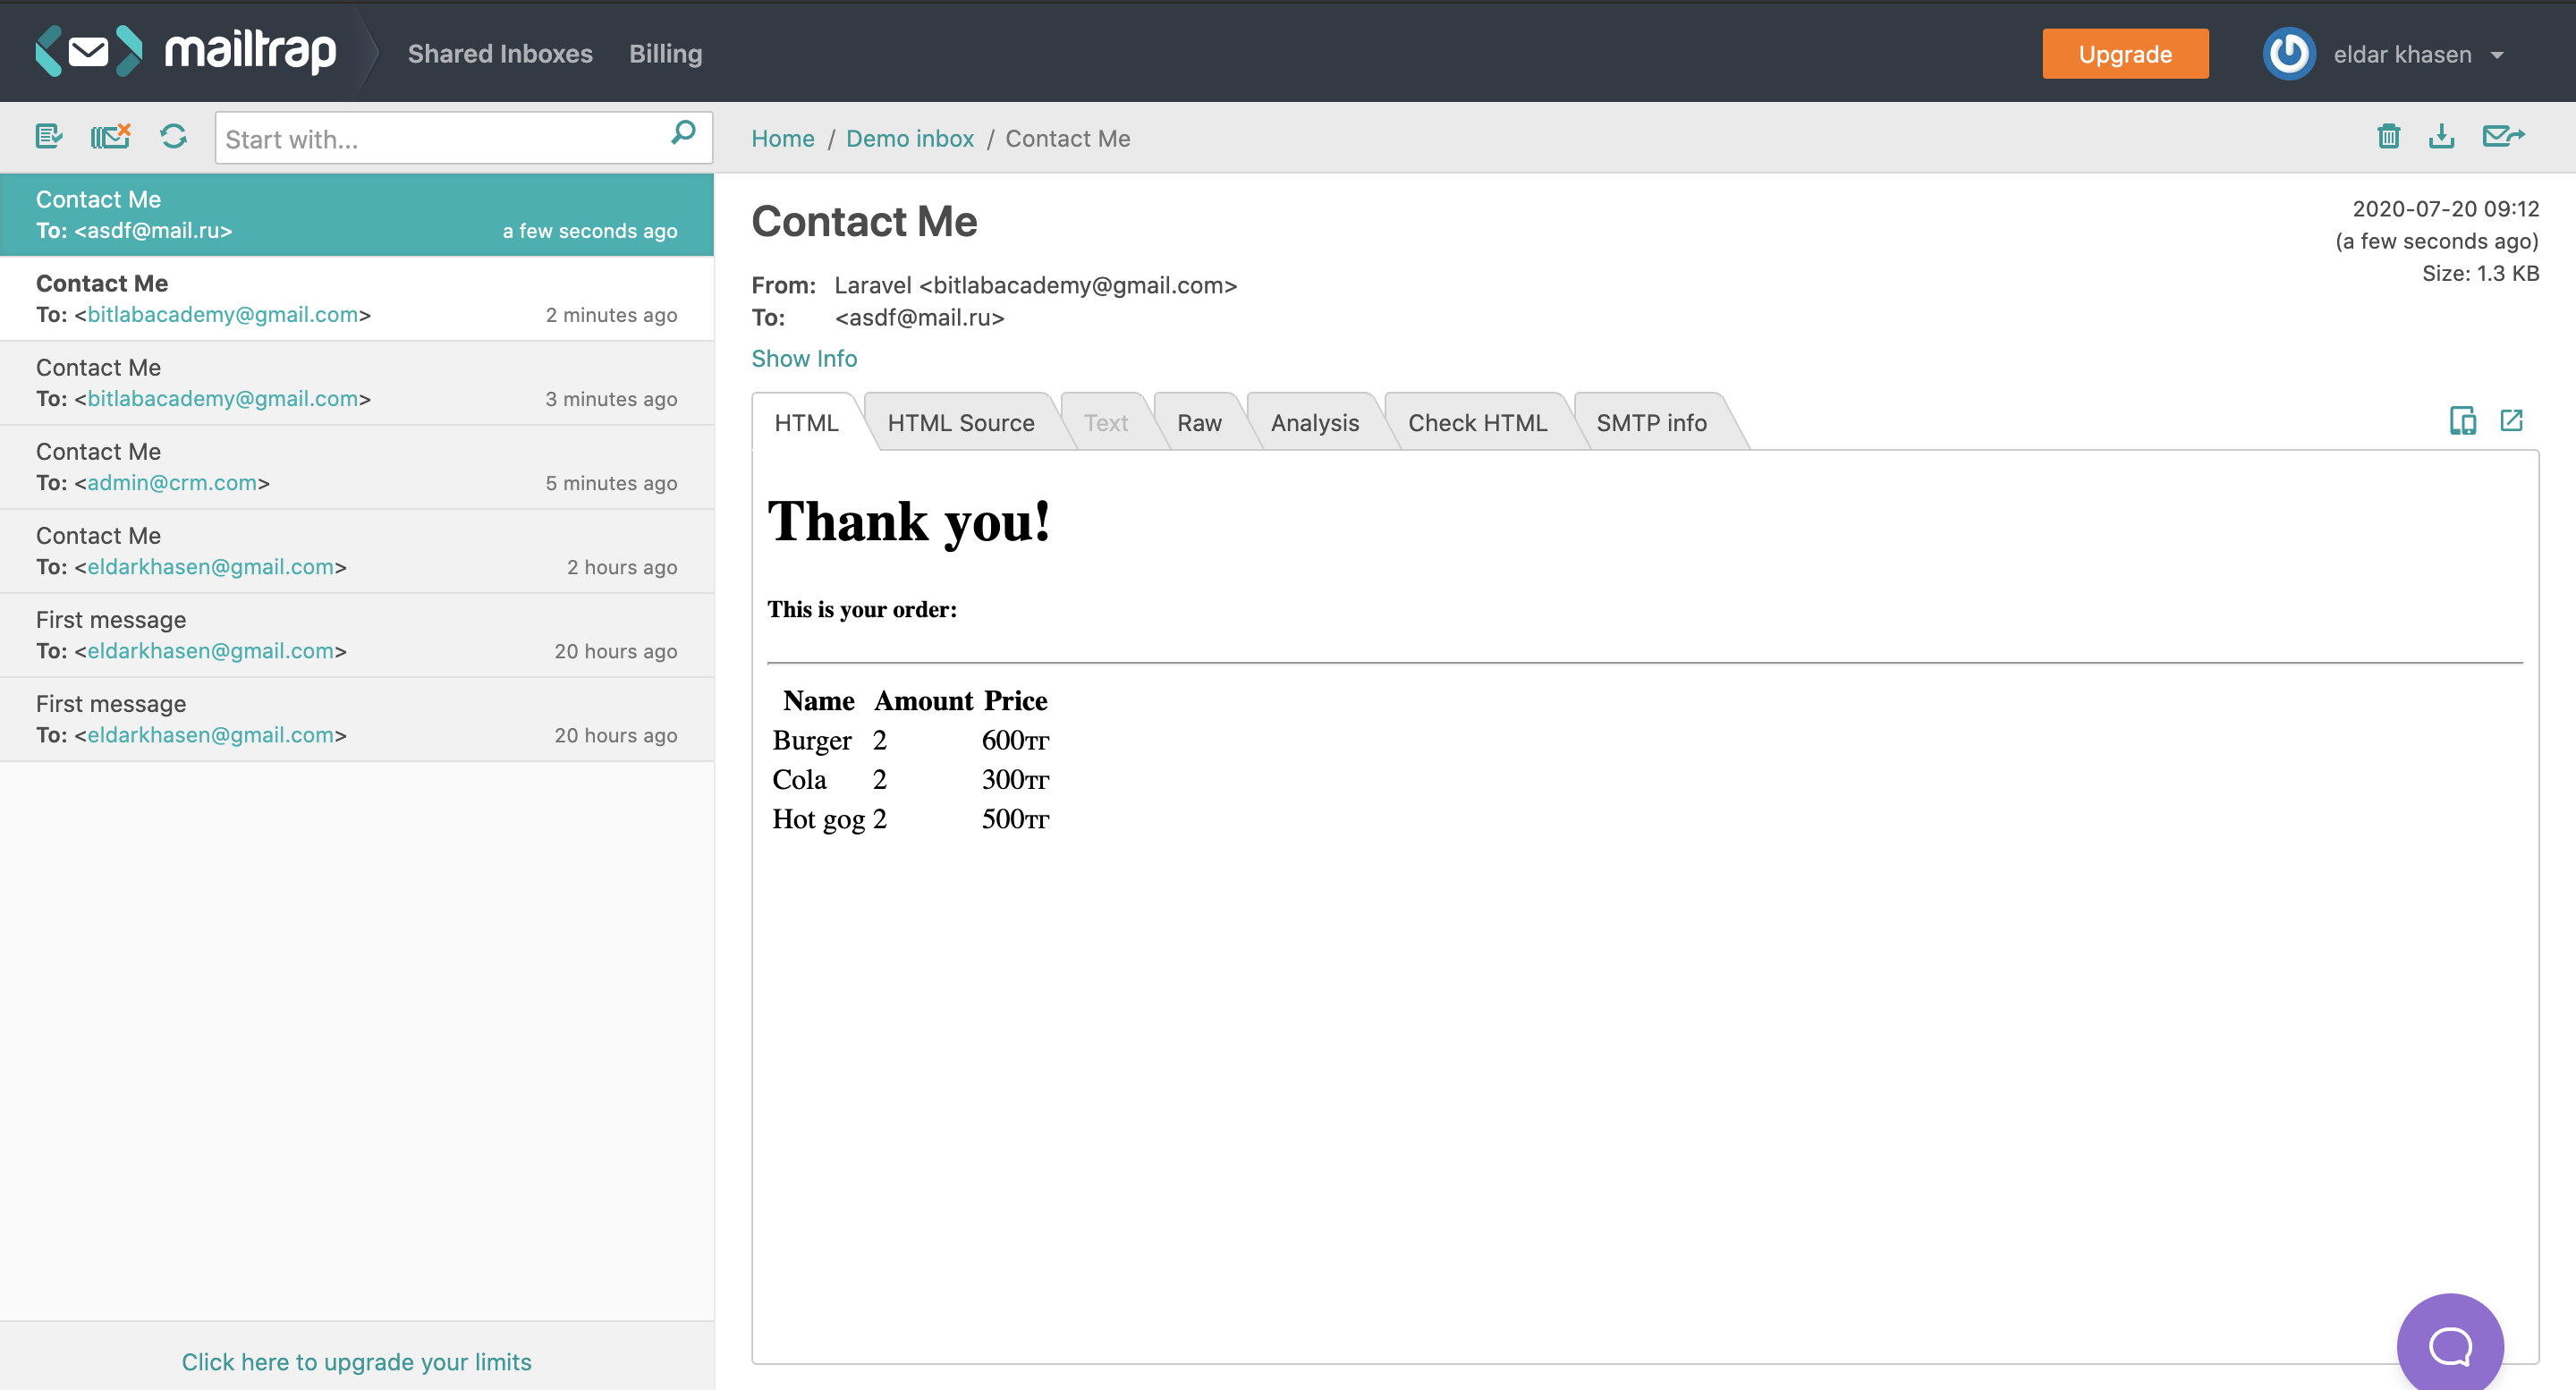 mailtrap Shared Inboxes Billing Upgrade eldar khasen
Start with...
Home / Demo inbox / Contact Me
Contact Me
To: <asdf@mail.ru> a few seconds ago
Contact Me
To: <bitlabacademy@gmail.com> 2 minutes ago
Contact Me
To: <bitlabacademy@gmail.com> 3 minutes ago
Contact Me
To: <admin@crm.com> 5 minutes ago
Contact Me
To: <eldarkhasen@gmail.com> 2 hours ago
First message
To: <eldarkhasen@gmail.com> 20 hours ago
First message
To: <eldarkhasen@gmail.com> 20 hours ago
Click here to upgrade your limits
Contact Me
2020-07-20 09:12
(a few seconds ago)
Size: 1.3 KB
From: Laravel <bitlabacademy@gmail.com>
To: <asdf@mail.ru>
Show Info
HTML HTML Source Text Raw Analysis Check HTML SMTP info
Thank you!
This is your order:
Name Amount Price
Burger 2 600тг
Cola 2 300тг
Hot gog 2 500тг